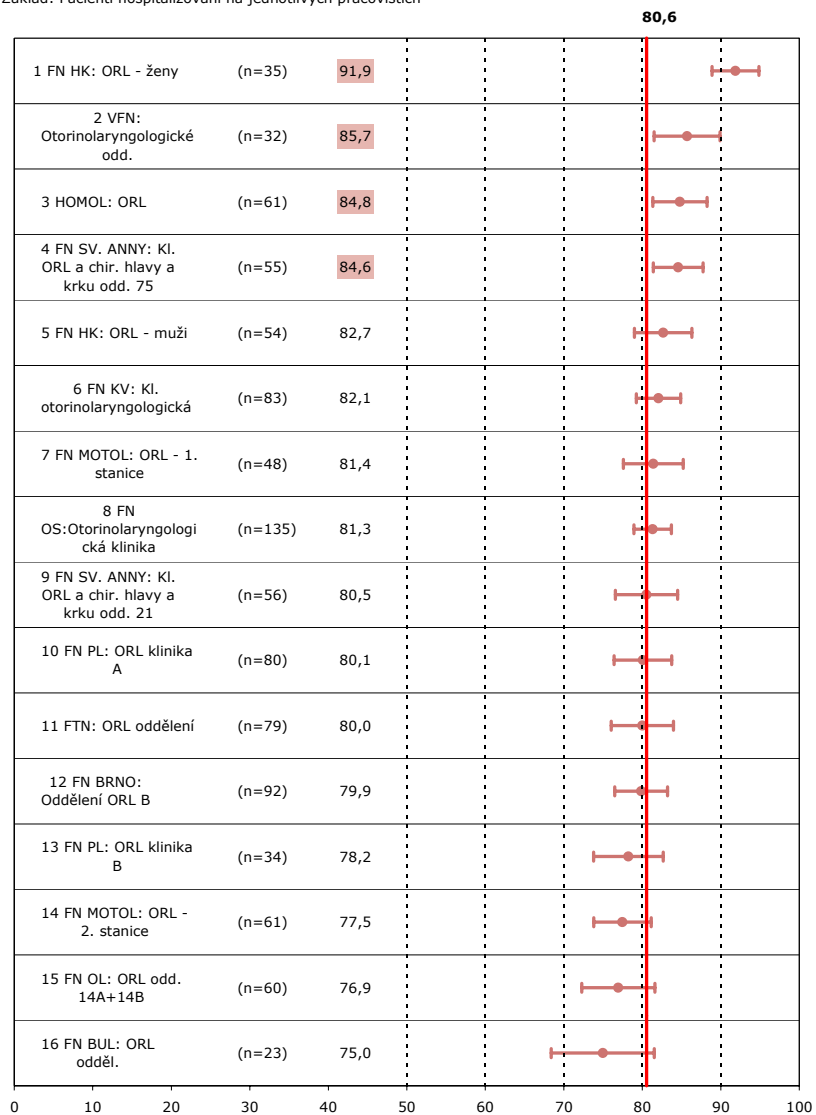 Základ: Pacienti hospitalizovaní na jednotlivých pracovištích
80,6
1 FN HK: ORL - ženy (n=35) 91,9
2 VFN:
Otorinolaryngologické (n=32) 85,7
odd.
3 HOMOL: ORL (n=61) 84,8
4 FN SV. ANNY: Kl.
ORL a chir. hlavy a (n=55) 84,6
krku odd. 75
5 FN HK: ORL - muži (n=54) 82,7
6 FN KV: Kl.
otorinolaryngologická (n=83) 82,1
7 FN MOTOL: ORL - 1.
stanice (n=48) 81,4
8 FN
OS:Otorinolaryngologi (n=135) 81,3
cká klinika
9 FN SV. ANNY: Kl.
ORL a chir. hlavy a (n=56) 80,5
krku odd. 21
10 FN PL: ORL klinika
A (n=80) 80,1
11 FTN: ORL oddělení (n=79) 80,0
12 FN BRNO:
Oddělení ORL B (n=92) 79,9
13 FN PL: ORL klinika
B (n=34) 78,2
14 FN MOTOL: ORL -
2. stanice (n=61) 77,5
15 FN OL: ORL odd.
14A+14B (n=60) 76,9
16 FN BUL: ORL
odděl. (n=23) 75,0
0 10 20 30 40 50 60 70 80 90 100